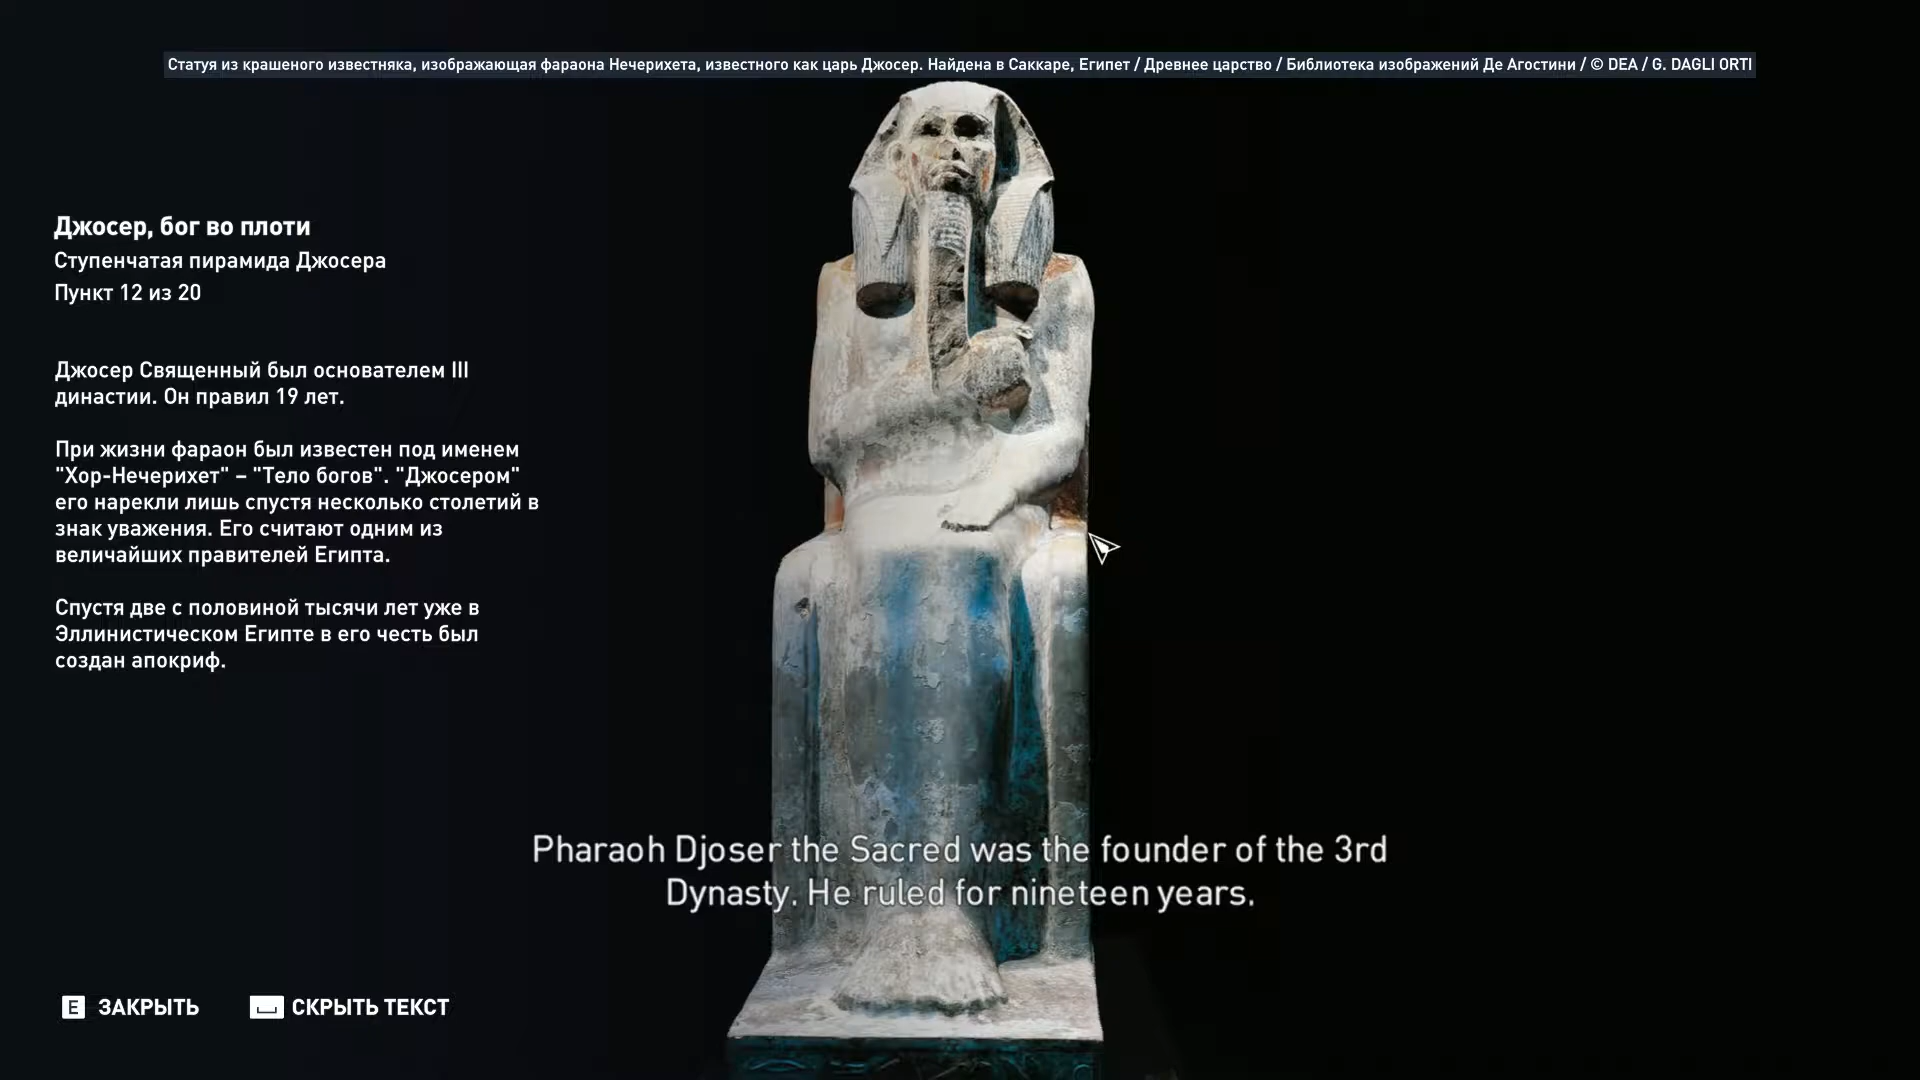 Статуя из крашеного известняка, изображающая фараона Нечерихета, известного как царь Джосер. Найдена в Саккаре, Египет / Древнее царство / Библиотека изображений Де Агостини / © DEA / G. DAGLI ORTI
Джосер, бог во плоти
Ступенчатая пирамида Джосера
Пункт 12 из 20
Джосер Священный был основателем III
династии. Он правил 19 лет.
При жизни фараон был известен под именем
"Хор-Нечерихет" – "Тело богов". "Джосером"
его нарекли лишь спустя несколько столетий в
знак уважения. Его считают одним из
величайших правителей Египта.
Спустя две с половиной тысячи лет уже в
Эллинистическом Египте в его честь был
создан апокриф.
Pharaoh Djoser the Sacred was the founder of the 3rd
Dynasty. He ruled for nineteen years.
E ЗАКРЫТЬ СКРЫТЬ ТЕКСТ